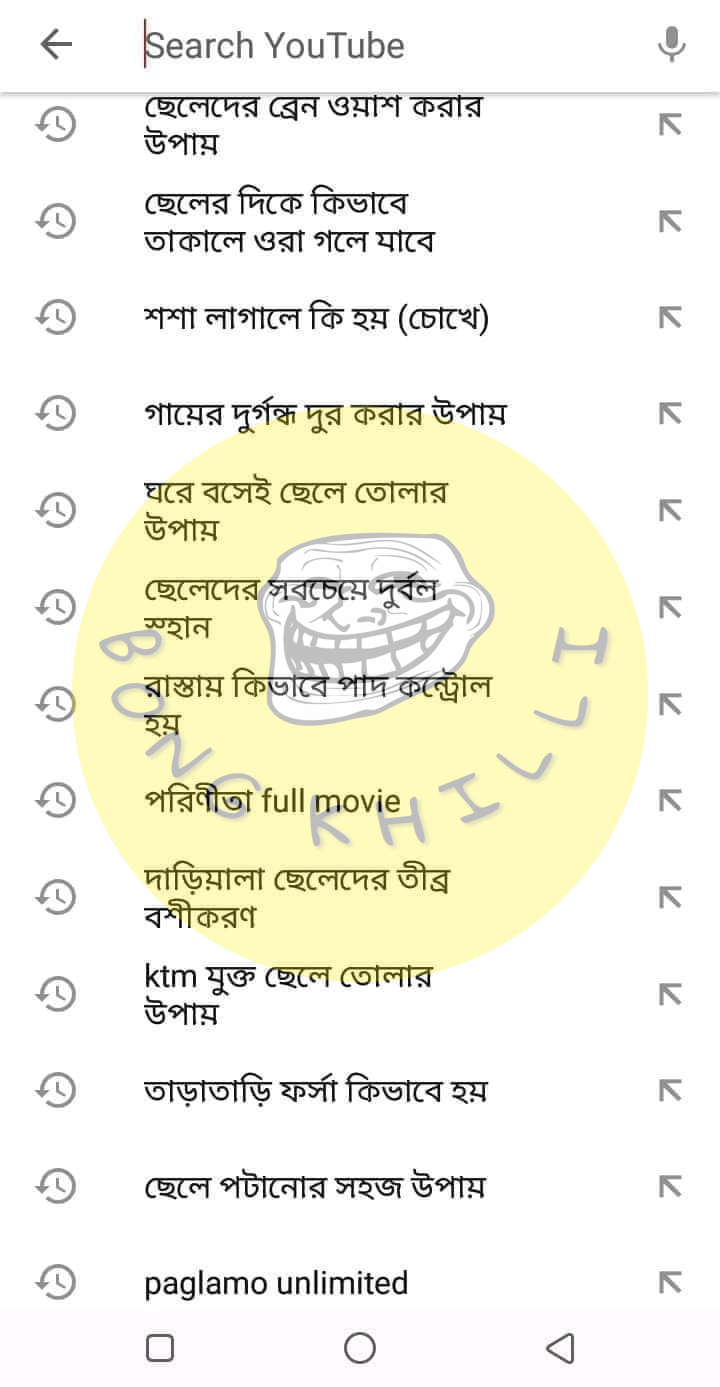 Search YouTube
ছেলেদের ব্রেন ওয়াশ করার
উপায়
ছেলের দিকে কিভাবে
তাকালে ওরা গলে যাবে
শশা লাগালে কি হয় (চোখে)
গায়ের দুর্গন্ধ দুর করার উপায়
ঘরে বসেই ছেলে তোলার
উপায়
ছেলেদের সবচেয়ে দুর্বল
স্হান
রাস্তায় কিভাবে পাদ কন্ট্রোল
হয়
পরিণীতা full movie
দাড়িয়ালা ছেলেদের তীব্র
বশীকরণ
ktm যুক্ত ছেলে তোলার
উপায়
তাড়াতাড়ি ফর্সা কিভাবে হয়
ছেলে পটানোর সহজ উপায়
paglamo unlimited
BONG KHILLI